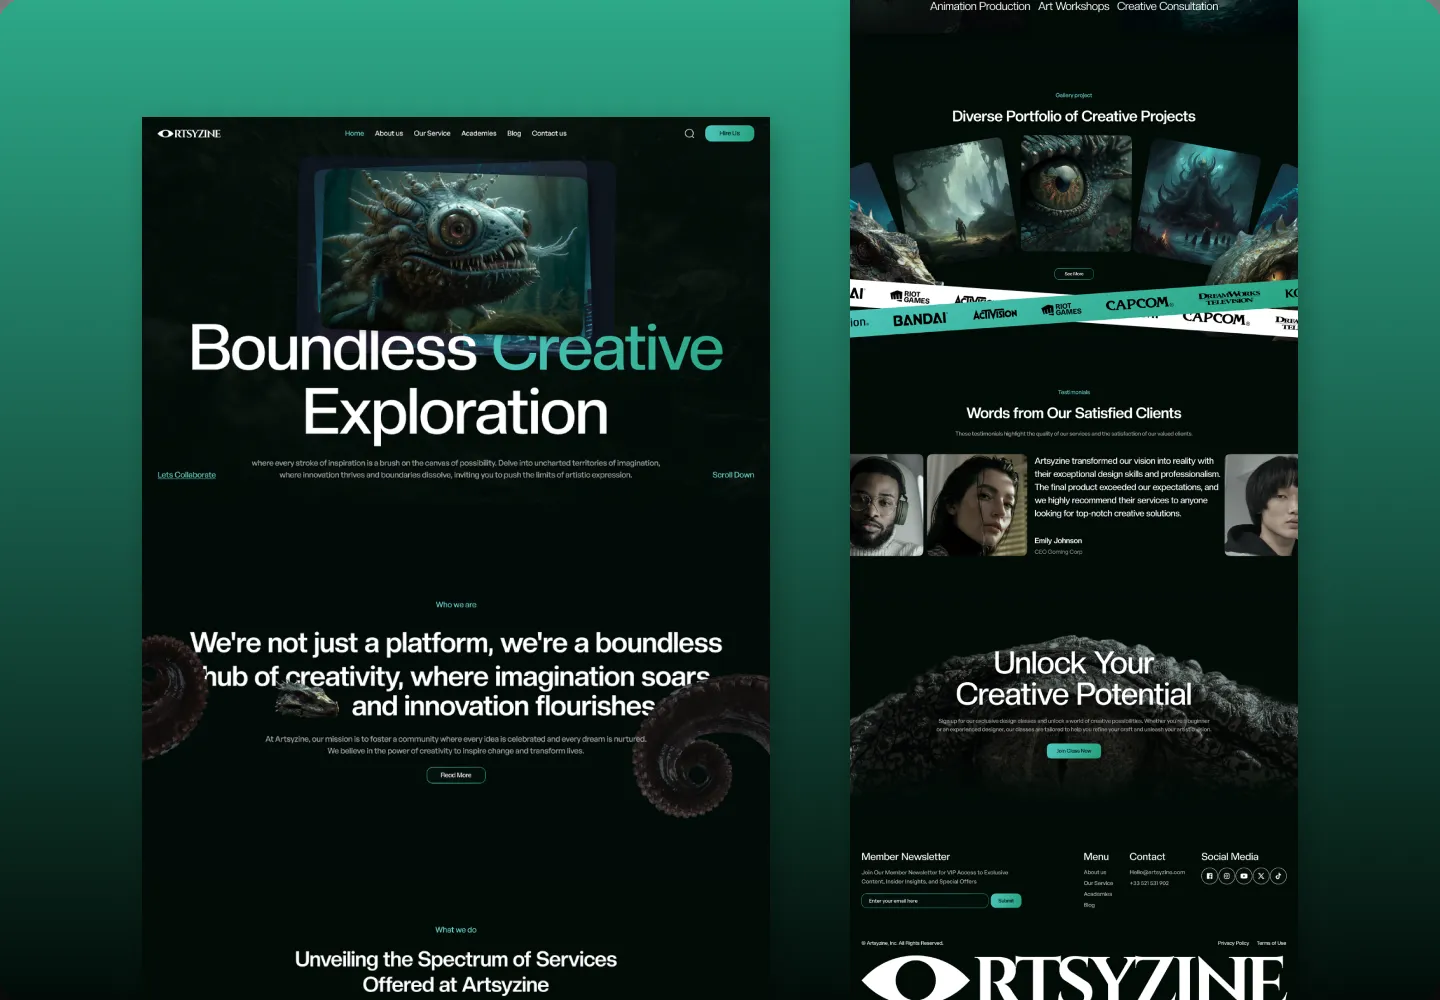 RTSYZINE
Home About us Our Service Academies Blog Contact us
Hire Us
Boundless Creative
Exploration
where every stroke of inspiration is a brush on the canvas of possibility. Delve into uncharted territories of imagination,
where innovation thrives and boundaries dissolve, inviting you to push the limits of artistic expression.
Lets Collaborate
Scroll Down
Who we are
We're not just a platform, we're a boundless
hub of creativity, where imagination soars,
and innovation flourishes
At Artsyzine, our mission is to foster a community where every idea is celebrated and every dream is nurtured.
We believe in the power of creativity to inspire change and transform lives.
Read More
What we do
Unveiling the Spectrum of Services
Offered at Artsyzine
Animation Production Art Workshops Creative Consultation
Gallery project
Diverse Portfolio of Creative Projects
See More
AI RIOT GAMES ACTIVISION DREAMWORKS TELEVISION KO
ion. BANDAI ACTIVISION RIOT GAMES CAPCOM
CAPCOM DREA TELE
Testimonials
Words from Our Satisfied Clients
These testimonials highlight the quality of our services and the satisfaction of our valued clients.
Artsyzine transformed our vision into reality with
their exceptional design skills and professionalism.
The final product exceeded our expectations, and
we highly recommend their services to anyone
looking for top-notch creative solutions.
Emily Johnson
CEO Gaming Corp
Unlock Your
Creative Potential
Sign up for our exclusive design classes and unlock a world of creative possibilities. Whether you're a beginner
or an experienced designer, our classes are tailored to help you refine your craft and unleash your artistic vision.
Join Class Now
Member Newsletter
Join Our Member Newsletter for VIP Access to Exclusive
Content, Insider Insights, and Special Offers
Enter your email here
Submit
Menu
About us
Our Service
Academies
Blog
Contact
Hello@artsyzine.com
+33 521 531 902
Social Media
© Artsyzine, Inc. All Rights Reserved.
Privacy Policy Terms of Use
RTSYZINE